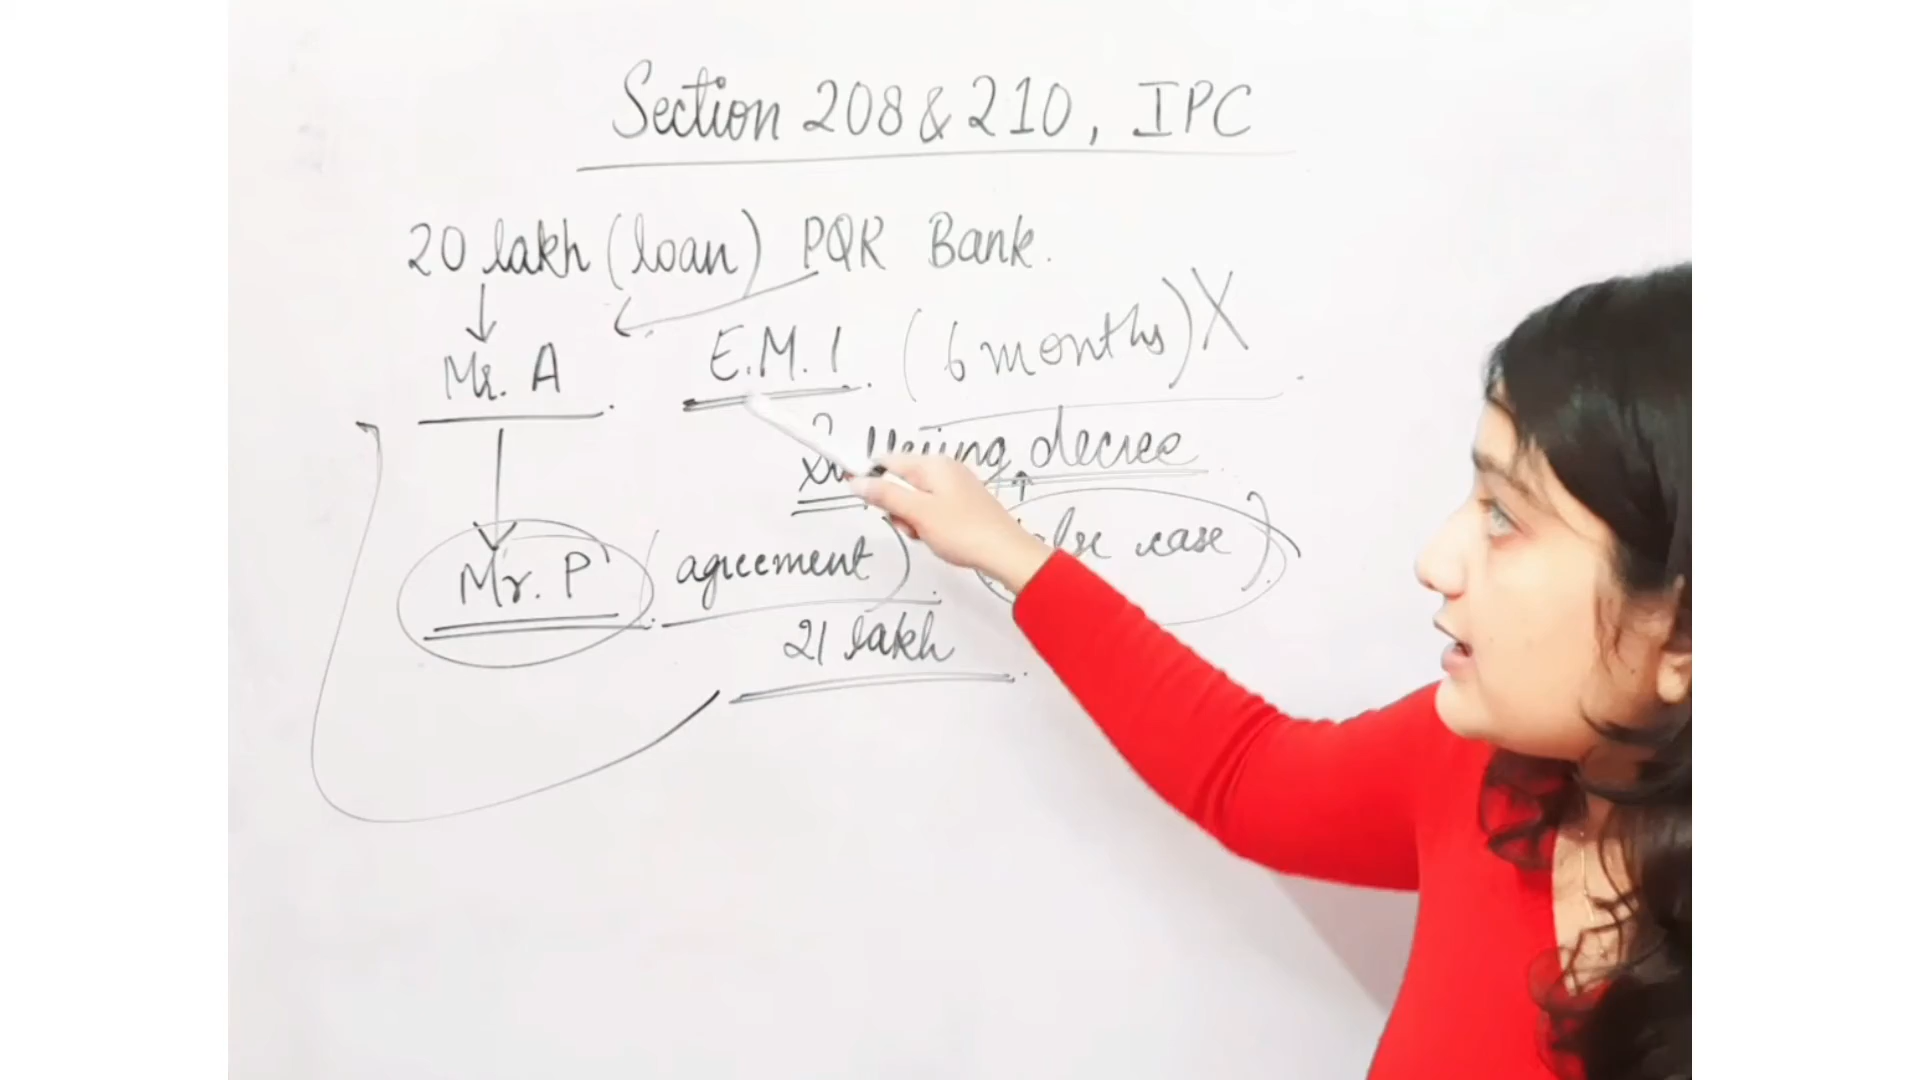 Section 208 & 210, IPC
20 lakh (loan) PQR Bank.
Mr. A E.M.I. (6 months) X
decree
Mr. P (agreement) case)
21 lakh